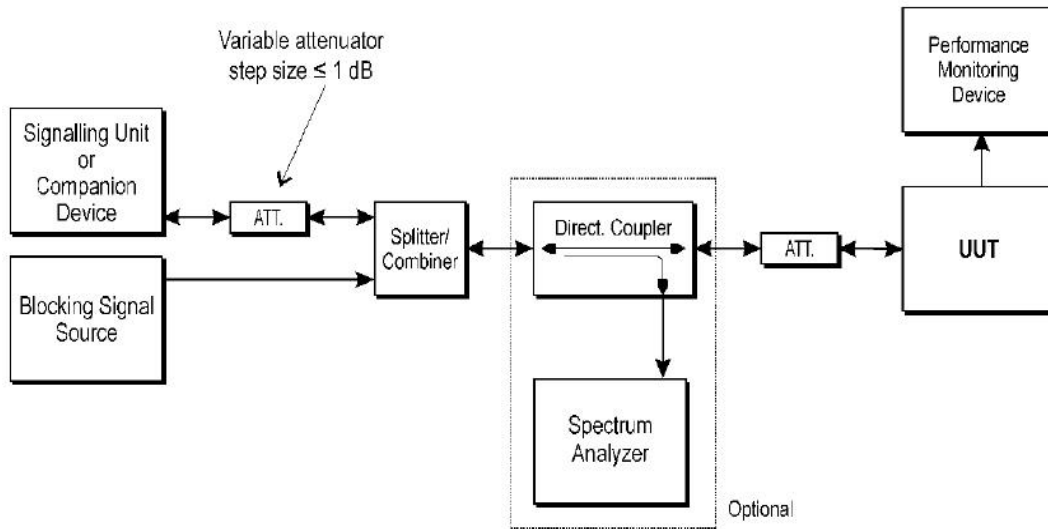 Variable attenuator
step size ≤ 1 dB
Performance
Monitoring
Device
Signalling Unit
or
Companion
Device
ATT.
Splitter/
Combiner
Direct. Coupler
ATT.
UUT
Blocking Signal
Source
Spectrum
Analyzer
Optional